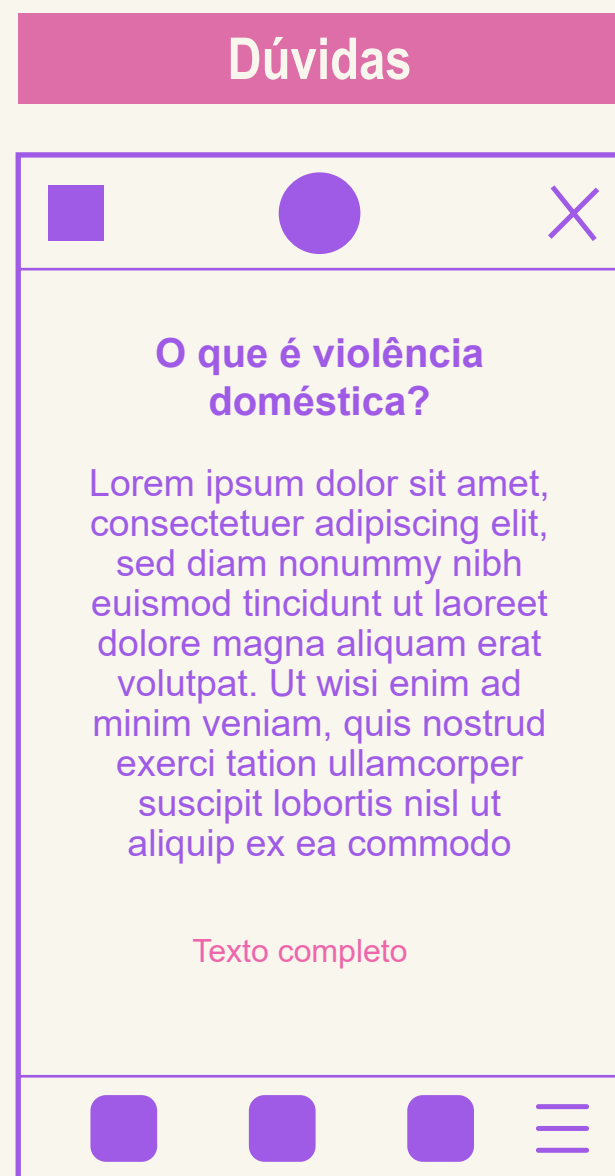 Dúvidas
O que é violência
doméstica?
Lorem ipsum dolor sit amet,
consectetuer adipiscing elit,
sed diam nonummy nibh
euismod tincidunt ut laoreet
dolore magna aliquam erat
volutpat. Ut wisi enim ad
minim veniam, quis nostrud
exerci tation ullamcorper
suscipit lobortis nisl ut
aliquip ex ea commodo
Texto completo